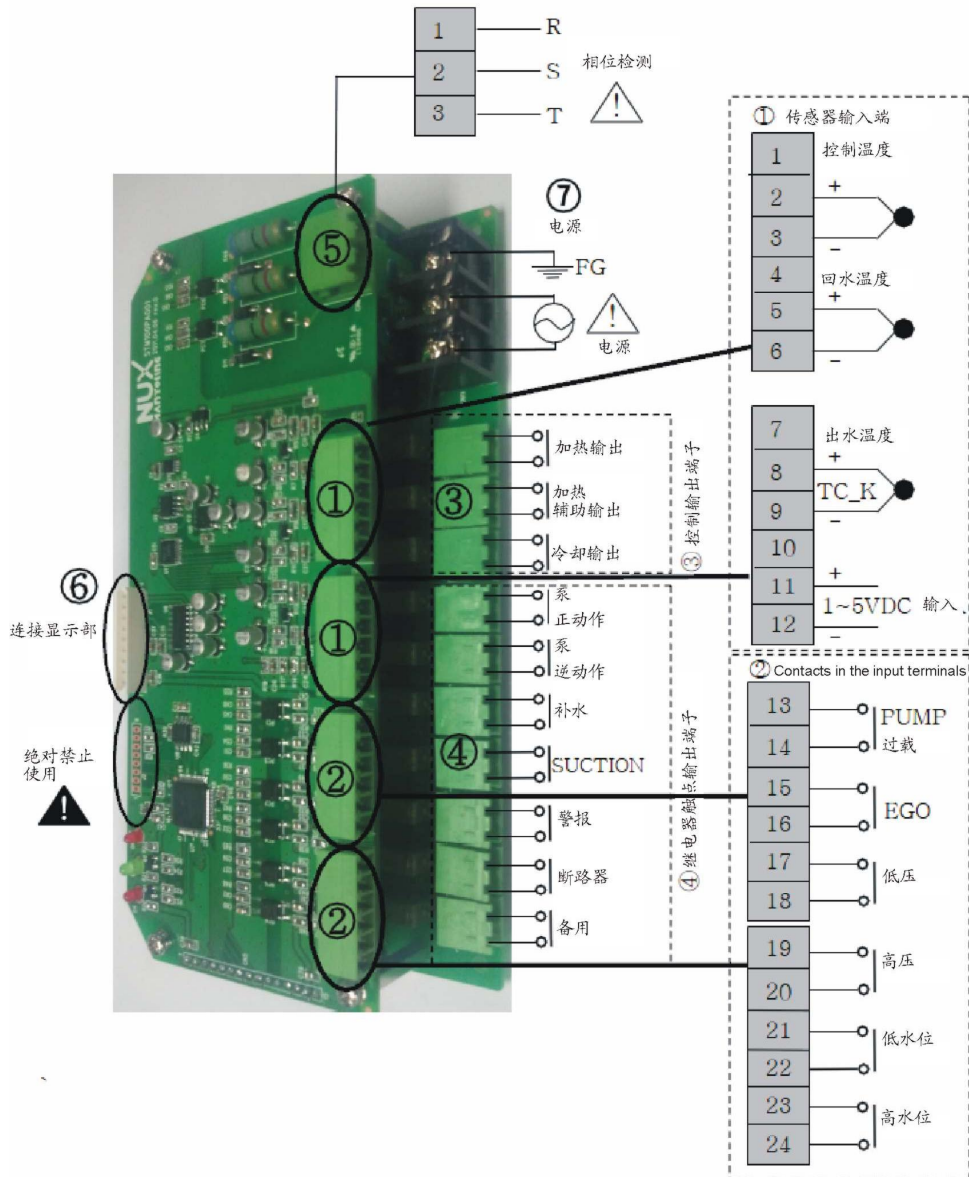 1 R
2 S
3 T
相位检测
!
⑦
电源
FG
!
电源
⑤
NUX
HANYOUNG
① 传感器输入端
1 控制温度
2 +
3 −
4 回水温度
5 +
6 −
7 出水温度
8 +
TC_K
9 −
10
11 +
1~5VDC 输入
12 −
② Contacts in the input terminals
13 PUMP
14 过载
15
EGO
16
17 低压
18
19 高压
20
21 低水位
22
23 高水位
24
①
①
②
②
③
加热输出
加热
辅助输出
冷却输出
③ 控制输出端子
④
泵
正动作
泵
逆动作
补水
SUCTION
警报
断路器
备用
④ 继电器触点输出端子
⑥
连接显示部
绝对禁止
使用
!